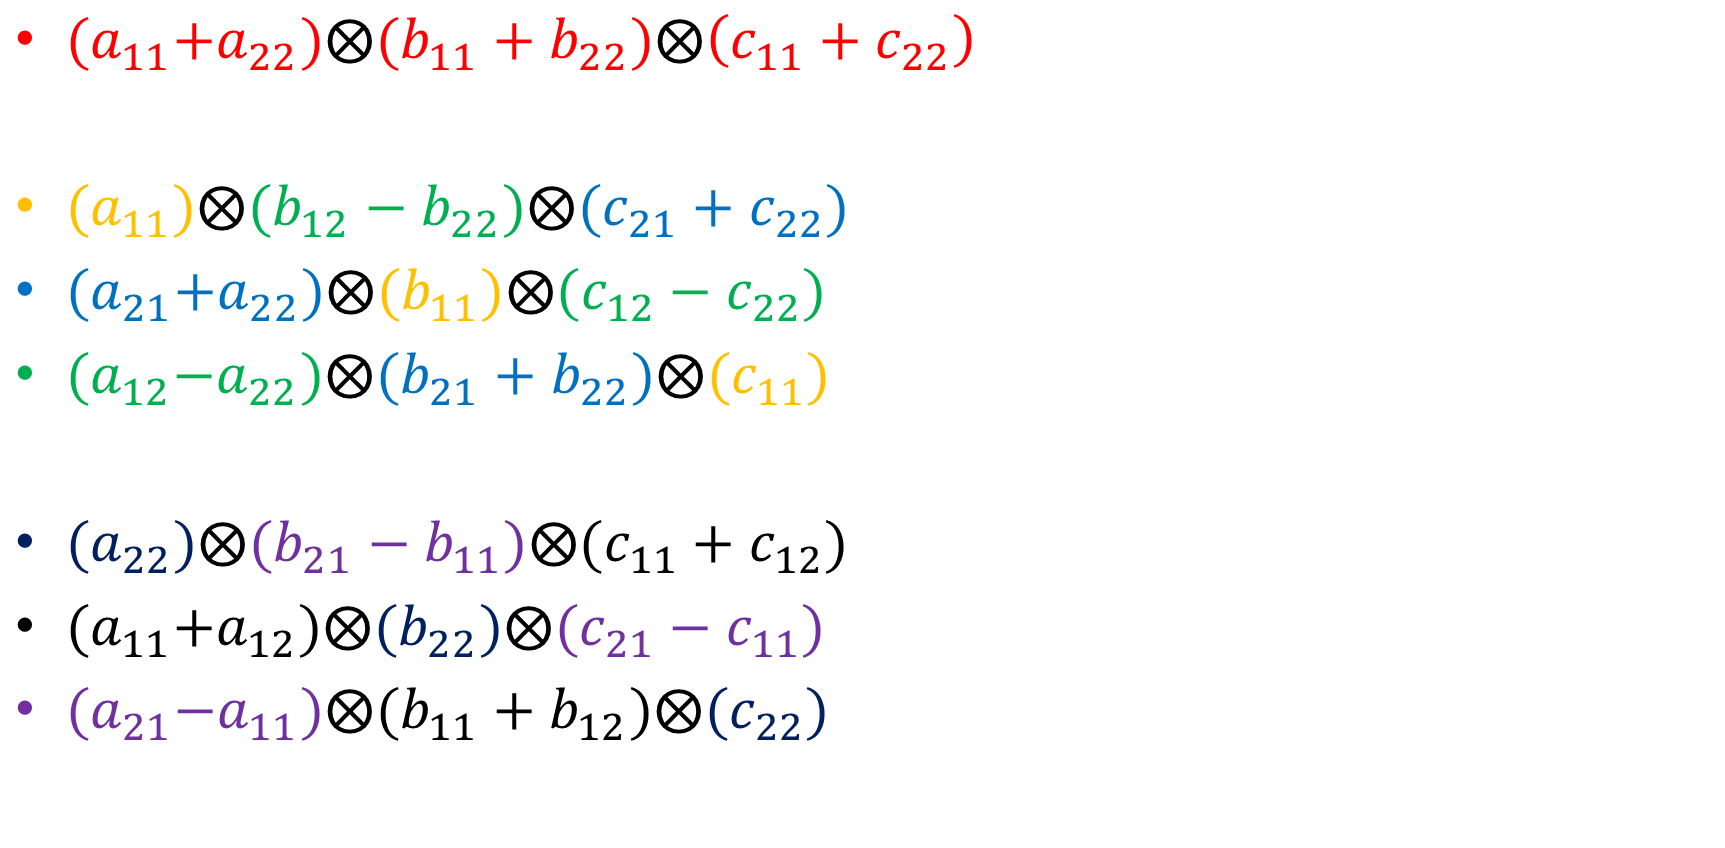 • (a₁₁+a₂₂)⊗(b₁₁ + b₂₂)⊗(c₁₁ + c₂₂)
• (a₁₁)⊗(b₁₂ − b₂₂)⊗(c₂₁ + c₂₂)
• (a₂₁+a₂₂)⊗(b₁₁)⊗(c₁₂ − c₂₂)
• (a₁₂−a₂₂)⊗(b₂₁ + b₂₂)⊗(c₁₁)
• (a₂₂)⊗(b₂₁ − b₁₁)⊗(c₁₁ + c₁₂)
• (a₁₁+a₁₂)⊗(b₂₂)⊗(c₂₁ − c₁₁)
• (a₂₁−a₁₁)⊗(b₁₁ + b₁₂)⊗(c₂₂)